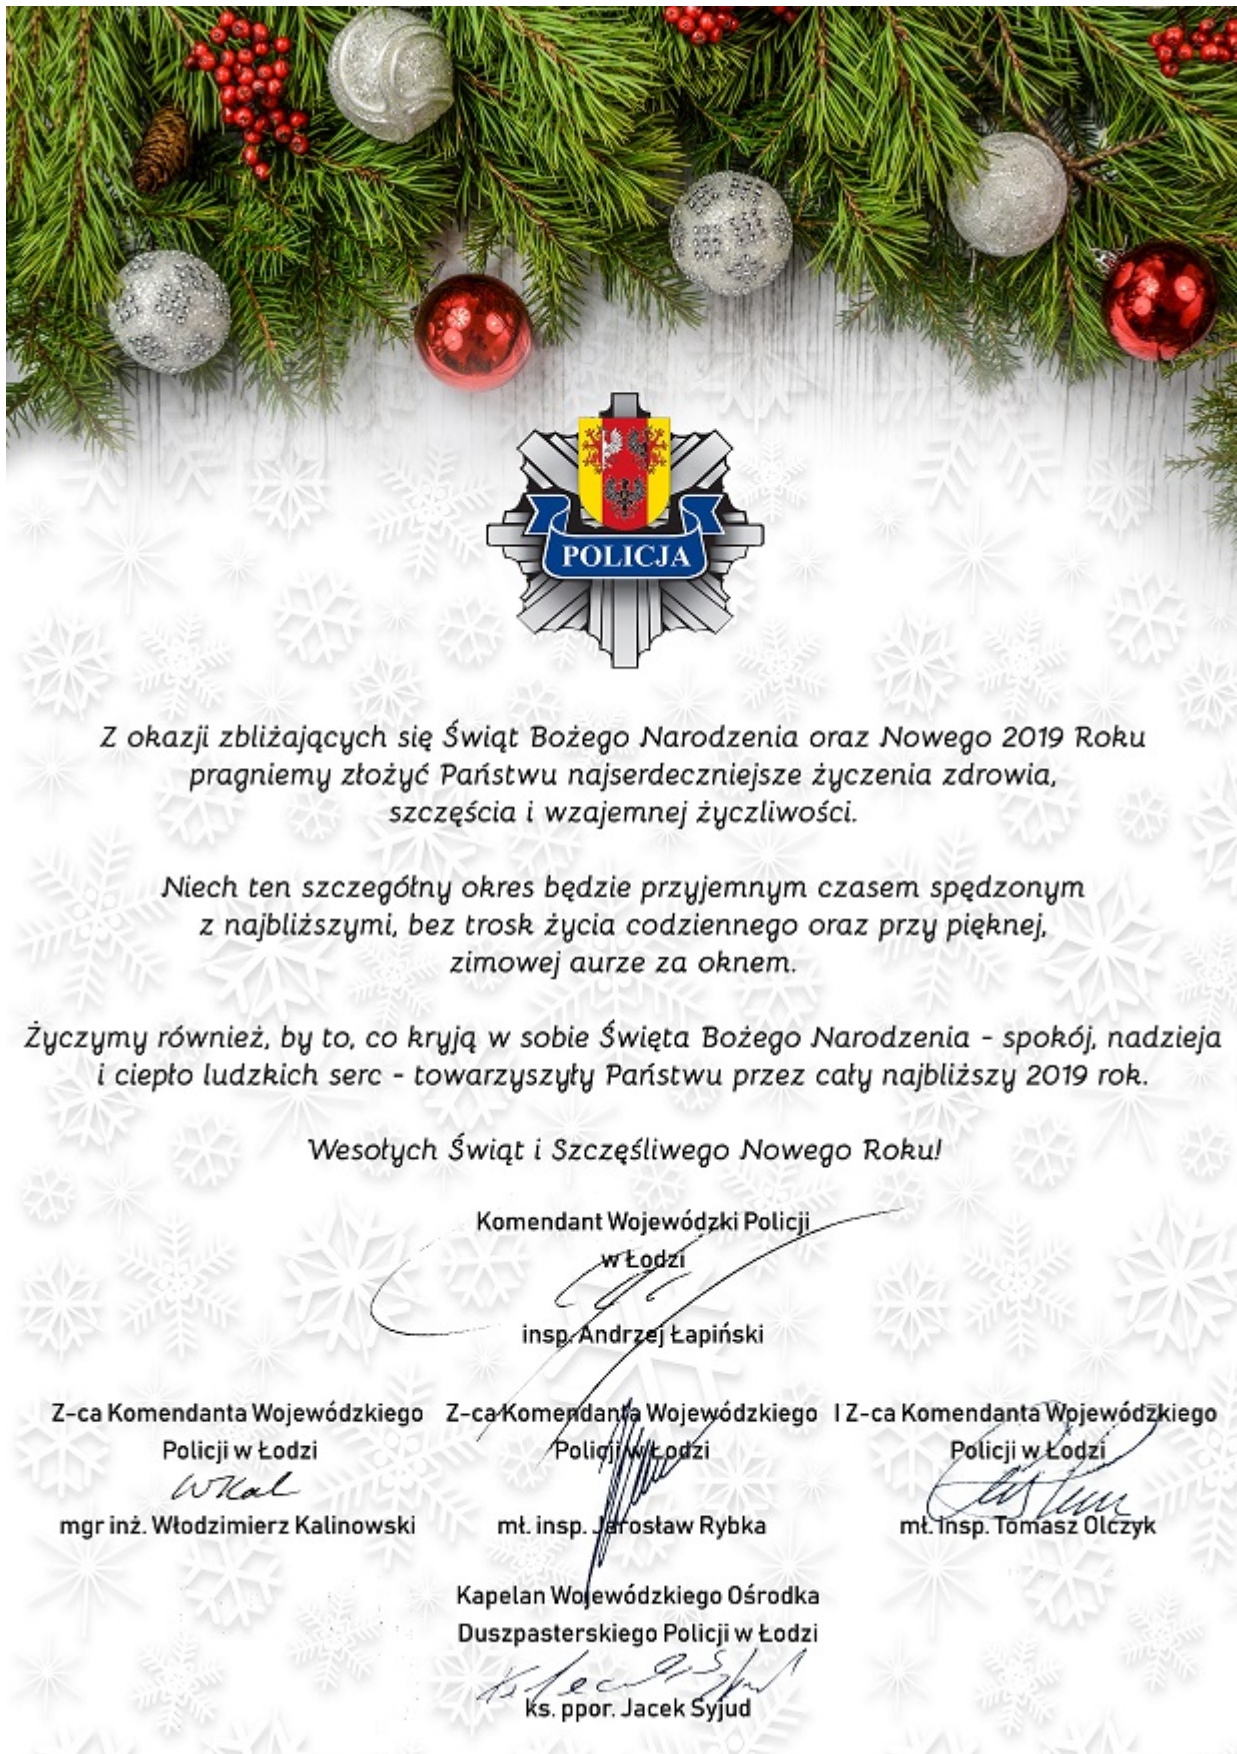 POLICJA
Z okazji zbliżających się Świąt Bożego Narodzenia oraz Nowego 2019 Roku
pragniemy złożyć Państwu najserdeczniejsze życzenia zdrowia,
szczęścia i wzajemnej życzliwości.
Niech ten szczególny okres będzie przyjemnym czasem spędzonym
z najbliższymi, bez trosk życia codziennego oraz przy pięknej,
zimowej aurze za oknem.
Życzymy również, by to, co kryją w sobie Święta Bożego Narodzenia - spokój, nadzieja
i ciepło ludzkich serc - towarzyszyły Państwu przez cały najbliższy 2019 rok.
Wesołych Świąt i Szczęśliwego Nowego Roku!
Komendant Wojewódzki Policji
w Łodzi
insp. Andrzej Łapiński
Z-ca Komendanta Wojewódzkiego
Policji w Łodzi
WKal
mgr inż. Włodzimierz Kalinowski
Z-ca Komendanta Wojewódzkiego
Policji w Łodzi
mł. insp. Jarosław Rybka
I Z-ca Komendanta Wojewódzkiego
Policji w Łodzi
mł. insp. Tomasz Olczyk
Kapelan Wojewódzkiego Ośrodka
Duszpasterskiego Policji w Łodzi
ks. ppor. Jacek Syjud